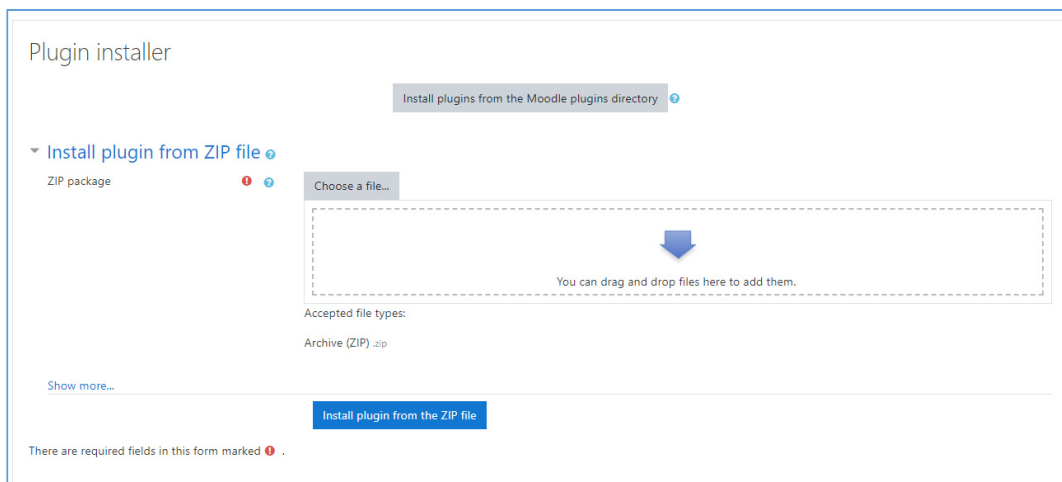 Plugin installer
Install plugins from the Moodle plugins directory
Install plugin from ZIP file
ZIP package
Choose a file...
You can drag and drop files here to add them.
Accepted file types:
Archive (ZIP) .zip
Show more...
Install plugin from the ZIP file
There are required fields in this form marked .